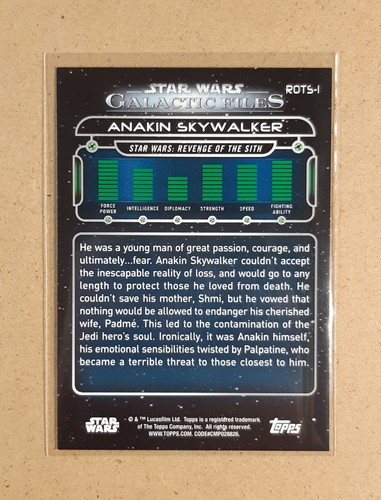 STAR WARS
GALACTIC FILES
ROTS-1
ANAKIN SKYWALKER
STAR WARS: REVENGE OF THE SITH
FORCE POWER
INTELLIGENCE
DIPLOMACY
STRENGTH
SPEED
FIGHTING ABILITY
He was a young man of great passion, courage, and
ultimately...fear. Anakin Skywalker couldn't accept
the inescapable reality of loss, and would go to any
length to protect those he loved from death. He
couldn't save his mother, Shmi, but he vowed that
nothing would be allowed to endanger his cherished
wife, Padmé. This led to the contamination of the
Jedi hero's soul. Ironically, it was Anakin himself,
his emotional sensibilities twisted by Palpatine, who
became a terrible threat to those closest to him.
STAR WARS
© & ™ Lucasfilm Ltd. Topps is a registered trademark
of The Topps Company, Inc. All rights reserved.
WWW.TOPPS.COM. CODE#CMP028826.
Topps